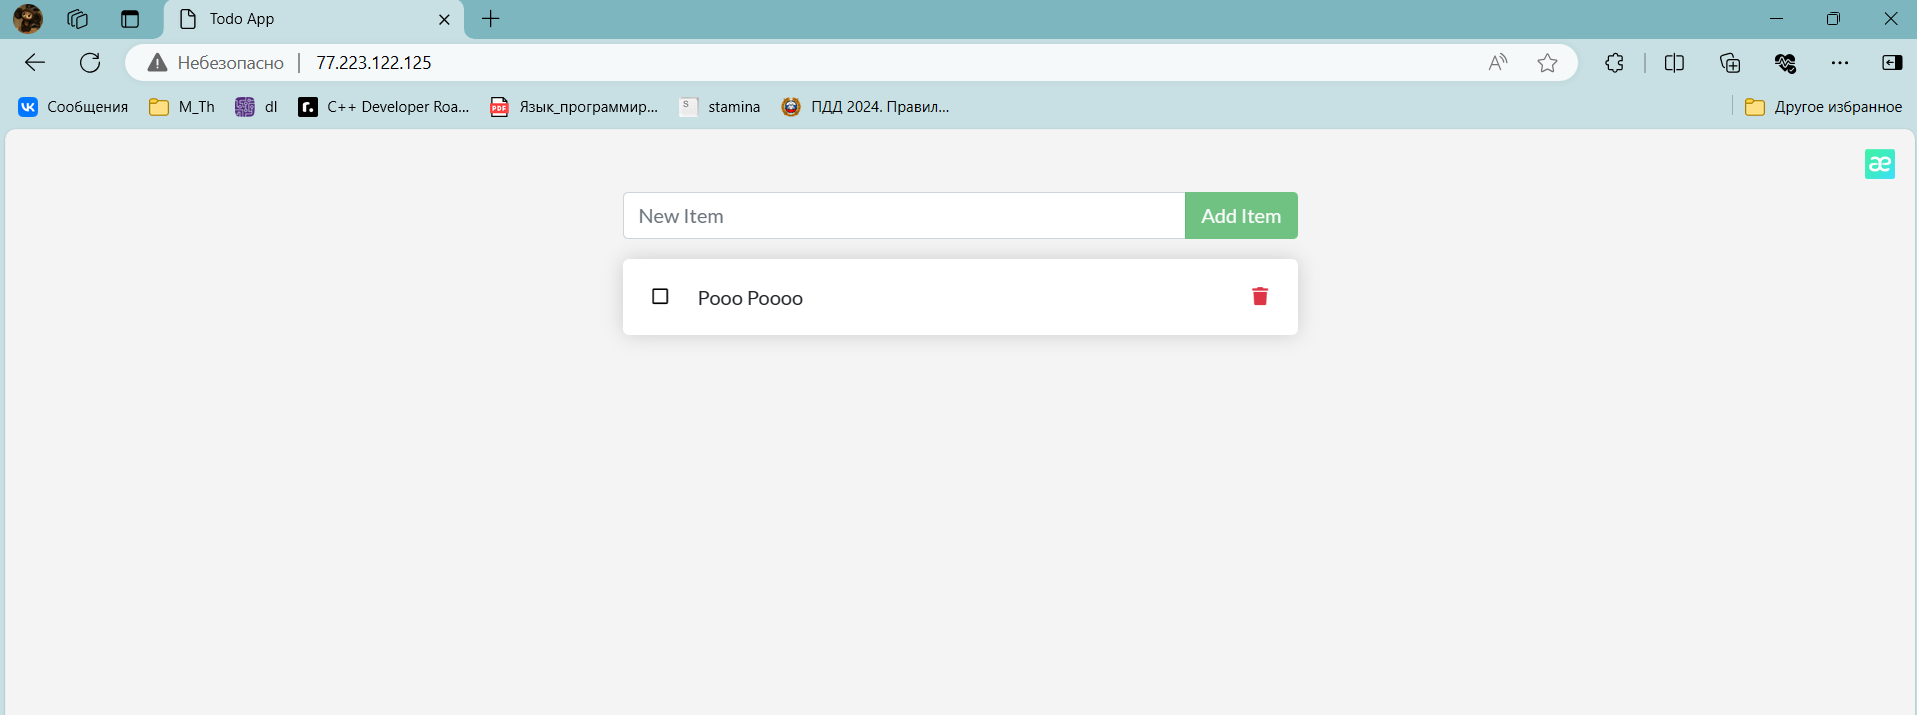 Todo App
Небезопасно 77.223.122.125
Сообщения M_Th dl C++ Developer Roa... Язык_программир... stamina ПДД 2024. Правил... Другое избранное
æ
New Item Add Item
Pooo Poooo